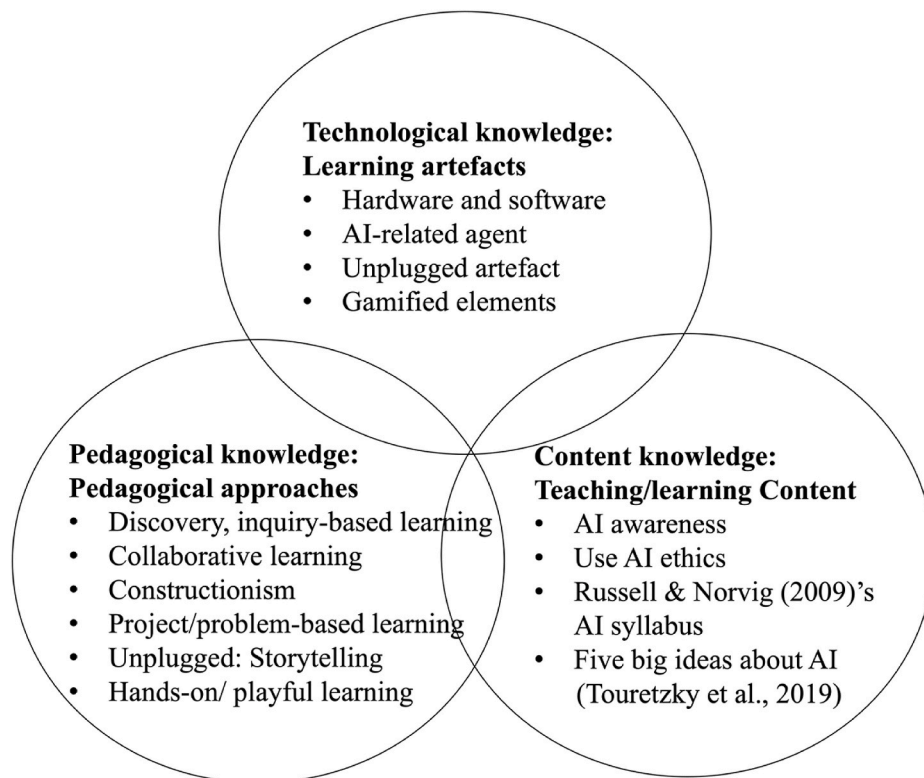 Technological knowledge:
Learning artefacts
• Hardware and software
• AI-related agent
• Unplugged artefact
• Gamified elements
Pedagogical knowledge:
Pedagogical approaches
• Discovery, inquiry-based learning
• Collaborative learning
• Constructionism
• Project/problem-based learning
• Unplugged: Storytelling
• Hands-on/ playful learning
Content knowledge:
Teaching/learning Content
• AI awareness
• Use AI ethics
• Russell & Norvig (2009)’s
AI syllabus
• Five big ideas about AI
(Touretzky et al., 2019)